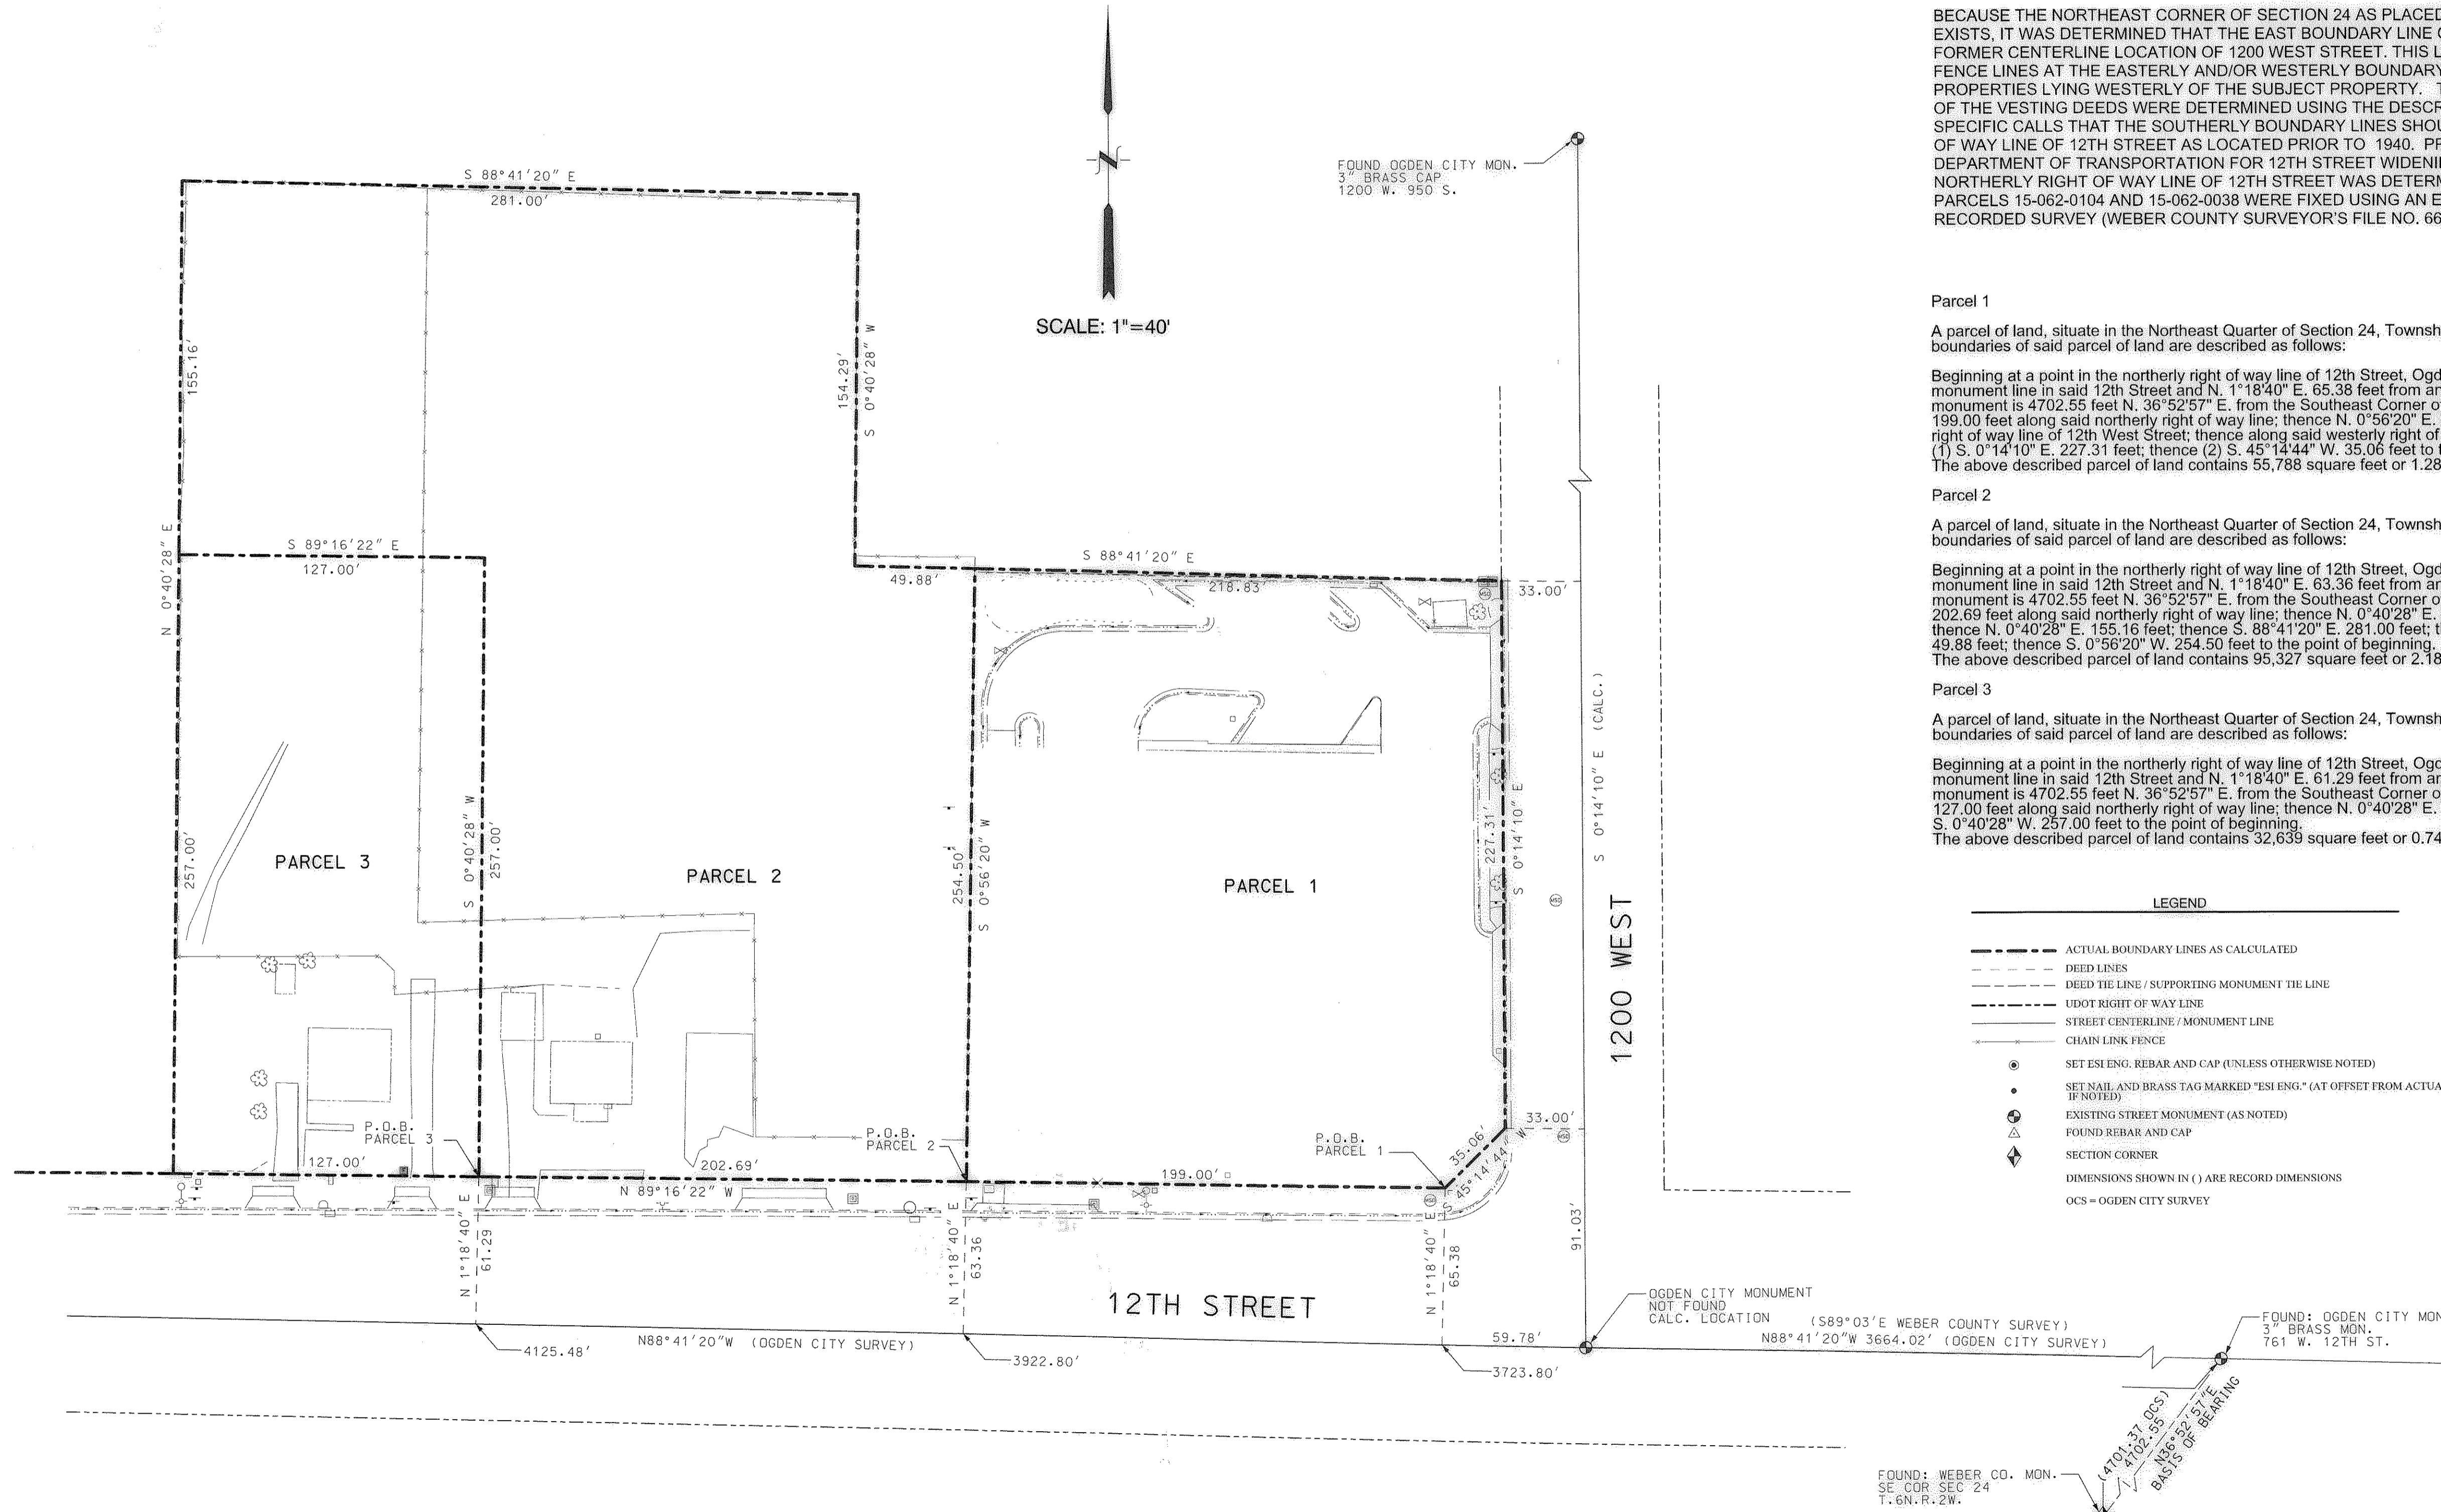 BECAUSE THE NORTHEAST CORNER OF SECTION 24 AS PLACED
EXISTS, IT WAS DETERMINED THAT THE EAST BOUNDARY LINE
FORMER CENTERLINE LOCATION OF 1200 WEST STREET. THIS
FENCE LINES AT THE EASTERLY AND/OR WESTERLY BOUNDARY
PROPERTIES LYING WESTERLY OF THE SUBJECT PROPERTY.
OF THE VESTING DEEDS WERE DETERMINED USING THE DESCR
SPECIFIC CALLS THAT THE SOUTHERLY BOUNDARY LINES SHOU
OF WAY LINE OF 12TH STREET AS LOCATED PRIOR TO 1940. PR
DEPARTMENT OF TRANSPORTATION FOR 12TH STREET WIDENI
NORTHERLY RIGHT OF WAY LINE OF 12TH STREET WAS DETERM
PARCELS 15-062-0104 AND 15-062-0038 WERE FIXED USING AN E
RECORDED SURVEY (WEBER COUNTY SURVEYOR'S FILE NO. 66
Parcel 1
A parcel of land, situate in the Northeast Quarter of Section 24, Townsh
boundaries of said parcel of land are described as follows:
Beginning at a point in the northerly right of way line of 12th Street, Ogd
monument line in said 12th Street and N. 1°18'40" E. 65.38 feet from an
monument is 4702.55 feet N. 36°52'57" E. from the Southeast Corner o
199.00 feet along said northerly right of way line; thence N. 0°56'20" E.
right of way line of 12th West Street; thence along said westerly right of
(1) S. 0°14'10" E. 227.31 feet; thence (2) S. 45°14'44" W. 35.06 feet to
The above described parcel of land contains 55,788 square feet or 1.28
Parcel 2
A parcel of land, situate in the Northeast Quarter of Section 24, Townsh
boundaries of said parcel of land are described as follows:
Beginning at a point in the northerly right of way line of 12th Street, Ogd
monument line in said 12th Street and N. 1°18'40" E. 63.36 feet from an
monument is 4702.55 feet N. 36°52'57" E. from the Southeast Corner o
202.69 feet along said northerly right of way line; thence N. 0°40'28" E.
thence N. 0°40'28" E. 155.16 feet; thence S. 88°41'20" E. 281.00 feet; t
49.88 feet; thence S. 0°56'20" W. 254.50 feet to the point of beginning.
The above described parcel of land contains 95,327 square feet or 2.18
Parcel 3
A parcel of land, situate in the Northeast Quarter of Section 24, Townsh
boundaries of said parcel of land are described as follows:
Beginning at a point in the northerly right of way line of 12th Street, Ogd
monument line in said 12th Street and N. 1°18'40" E. 61.29 feet from an
monument is 4702.55 feet N. 36°52'57" E. from the Southeast Corner o
127.00 feet along said northerly right of way line; thence N. 0°40'28" E.
S. 0°40'28" W. 257.00 feet to the point of beginning.
The above described parcel of land contains 32,639 square feet or 0.74
LEGEND
ACTUAL BOUNDARY LINES AS CALCULATED
DEED LINES
DEED TIE LINE / SUPPORTING MONUMENT TIE LINE
UDOT RIGHT OF WAY LINE
STREET CENTERLINE / MONUMENT LINE
CHAIN LINK FENCE
SET ESI ENG. REBAR AND CAP (UNLESS OTHERWISE NOTED)
SET NAIL AND BRASS TAG MARKED "ESI ENG." (AT OFFSET FROM ACTUA
IF NOTED)
EXISTING STREET MONUMENT (AS NOTED)
FOUND REBAR AND CAP
SECTION CORNER
DIMENSIONS SHOWN IN ( ) ARE RECORD DIMENSIONS
OCS = OGDEN CITY SURVEY
N
SCALE: 1"=40'
FOUND OGDEN CITY MON.
3" BRASS CAP
1200 W. 950 S.
S 88°41'20" E
281.00'
155.16'
154.29'
S 0°40'28" W
N 0°40'28" E
S 89°16'22" E
127.00'
49.88'
S 88°41'20" E
218.83
33.00'
257.00'
PARCEL 3
S 0°40'28" W
257.00'
PARCEL 2
254.50'
S 0°56'20" W
PARCEL 1
227.31'
S 0°14'10" E
S 0°14'10" E (CALC.)
1200 WEST
33.00'
P.O.B.
PARCEL 3
P.O.B.
PARCEL 2
P.O.B.
PARCEL 1
35.06'
S 45°14'44" W
127.00'
202.69'
N 89°16'22" W
199.00'
N 1°18'40" E
61.29
N 1°18'40" E
63.36
N 1°18'40" E
65.38
91.03'
12TH STREET
4125.48'
N88°41'20"W (OGDEN CITY SURVEY)
3922.80'
59.78'
3723.80'
OGDEN CITY MONUMENT
NOT FOUND
CALC. LOCATION
(S89°03'E WEBER COUNTY SURVEY)
N88°41'20"W 3664.02' (OGDEN CITY SURVEY)
FOUND: OGDEN CITY MON
3" BRASS MON.
761 W. 12TH ST.
(4701.37 OCS)
4702.55
N36°52'57"E
BASIS OF BEARING
FOUND: WEBER CO. MON.
SE COR SEC 24
T.6N.R.2W.